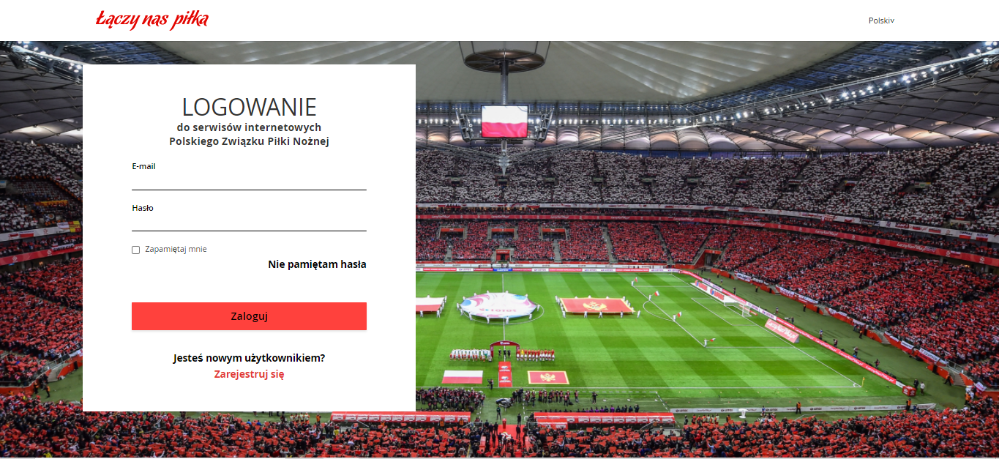 Łączy nas piłka
Polski
LOGOWANIE
do serwisów internetowych
Polskiego Związku Piłki Nożnej
E-mail
Hasło
Zapamiętaj mnie
Nie pamiętam hasła
Zaloguj
Jesteś nowym użytkownikiem?
Zarejestruj się